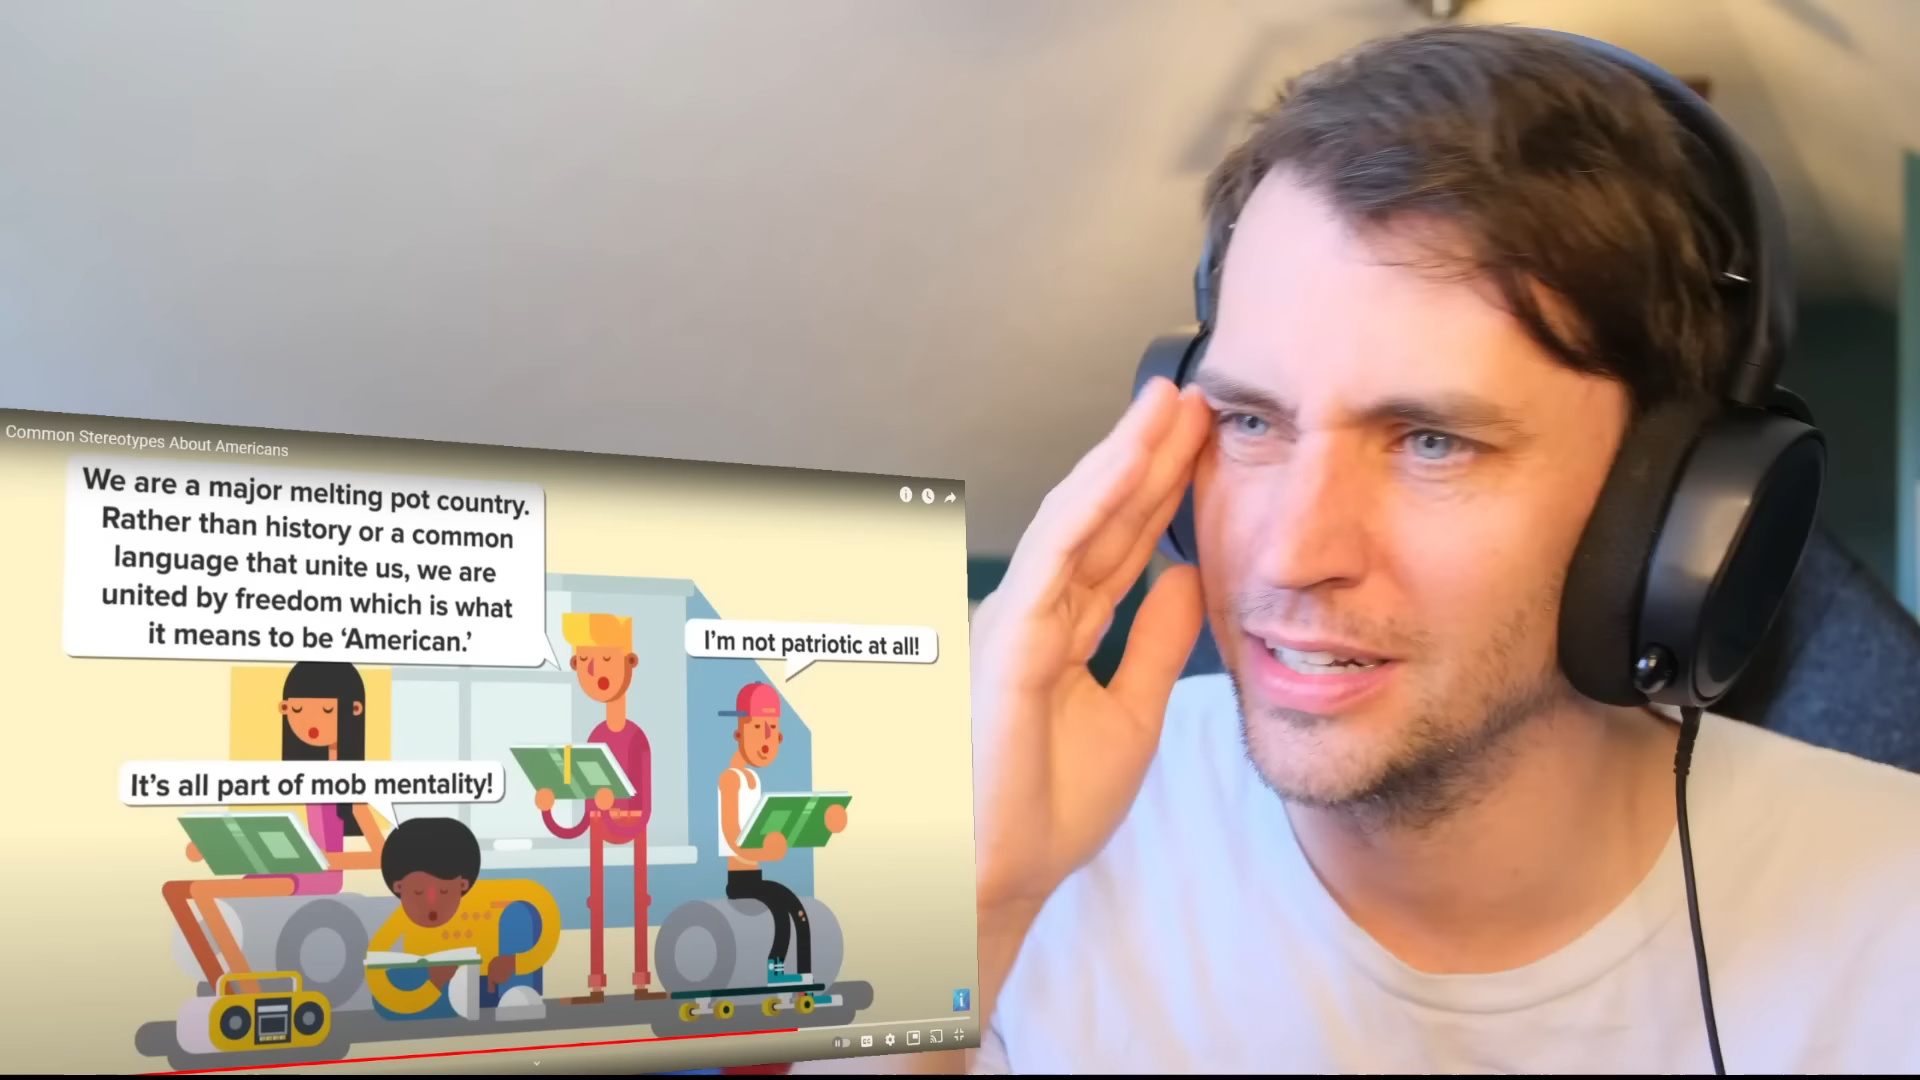 Common Stereotypes About Americans
We are a major melting pot country.
Rather than history or a common
language that unite us, we are
united by freedom which is what
it means to be ‘American.’
I’m not patriotic at all!
It’s all part of mob mentality!